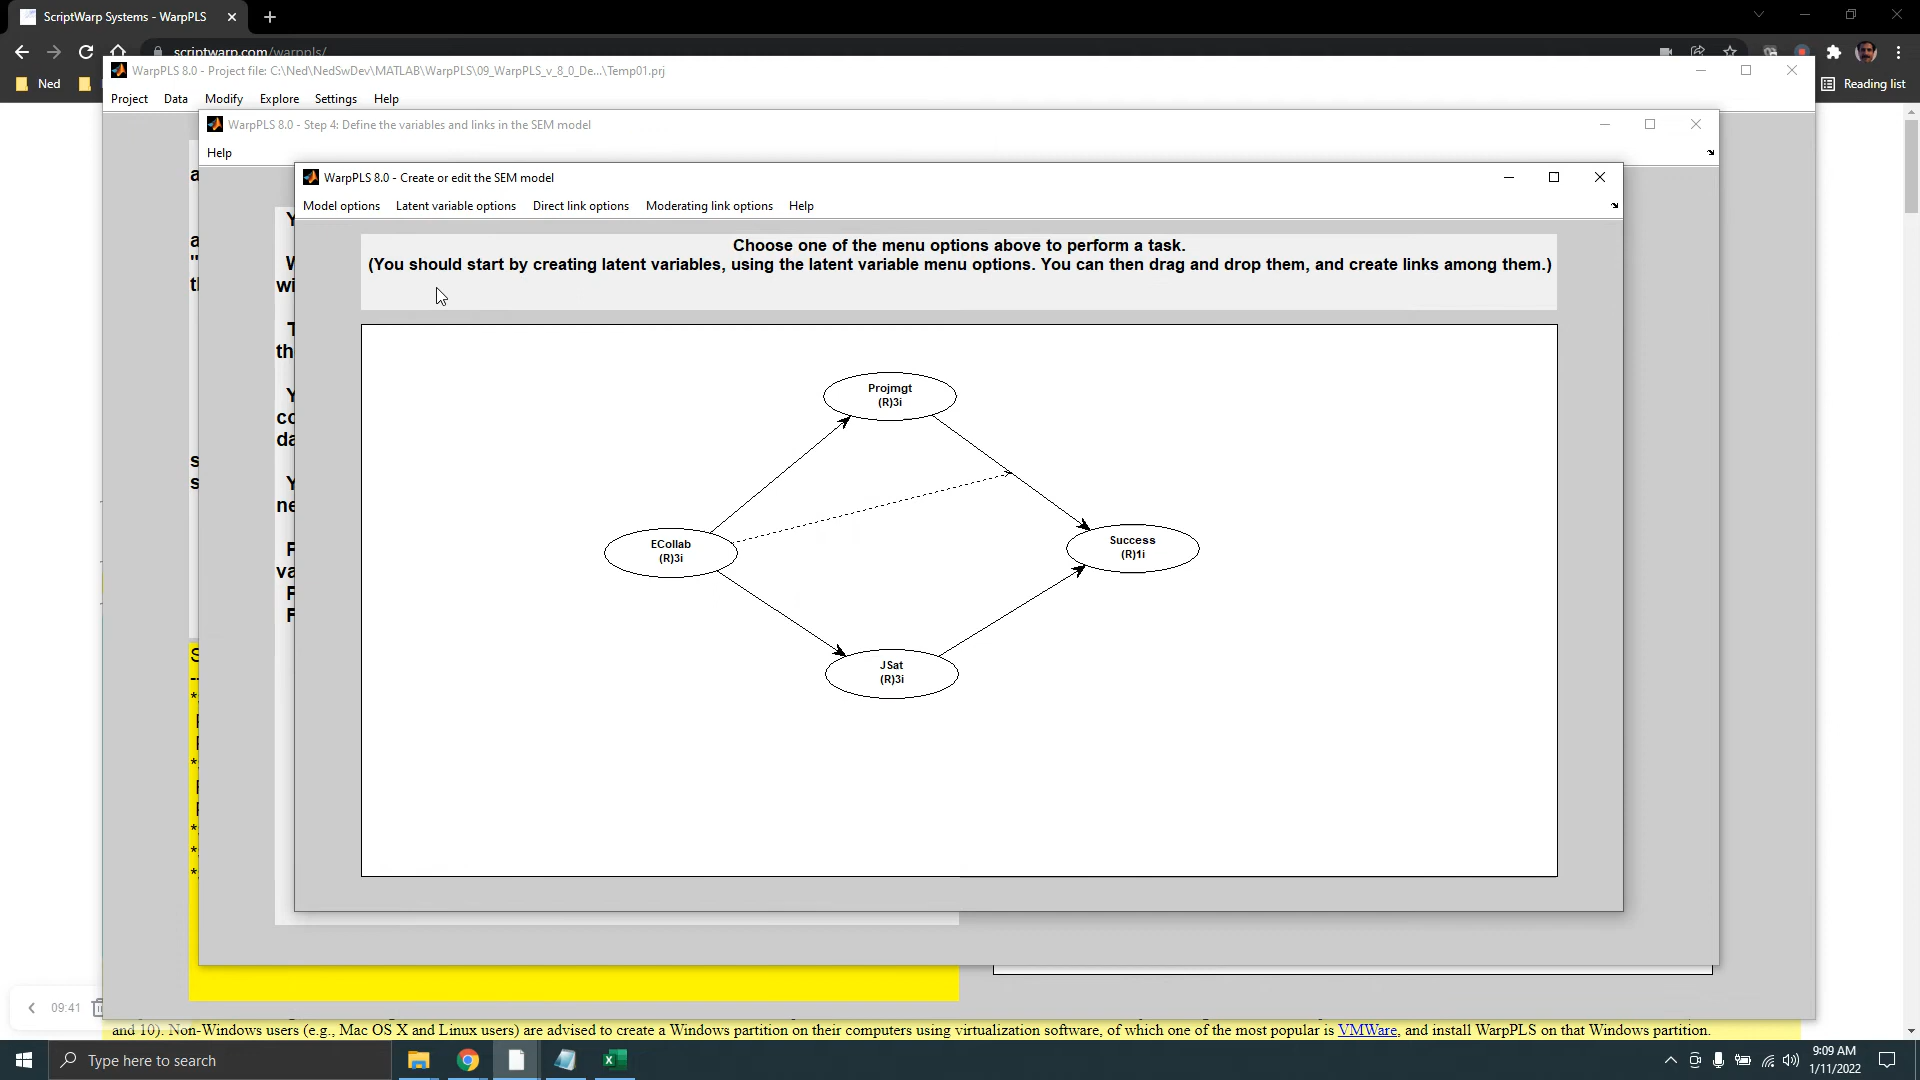 ScriptWarp Systems - WarpPLS
scriptwarp.com/warppls/
Ned
Reading list
WarpPLS 8.0 - Project file: C:\Ned\NedSwDev\MATLAB\WarpPLS\09_WarpPLS_v_8_0_De...\Temp01.prj
Project Data Modify Explore Settings Help
WarpPLS 8.0 - Step 4: Define the variables and links in the SEM model
Help
WarpPLS 8.0 - Create or edit the SEM model
Model options Latent variable options Direct link options Moderating link options Help
Choose one of the menu options above to perform a task.
(You should start by creating latent variables, using the latent variable menu options. You can then drag and drop them, and create links among them.)
Projmgt
(R)3i
ECollab
(R)3i
Success
(R)1i
JSat
(R)3i
09:41
and 10). Non-Windows users (e.g., Mac OS X and Linux users) are advised to create a Windows partition on their computers using virtualization software, of which one of the most popular is VMWare, and install WarpPLS on that Windows partition.
Type here to search
9:09 AM
1/11/2022